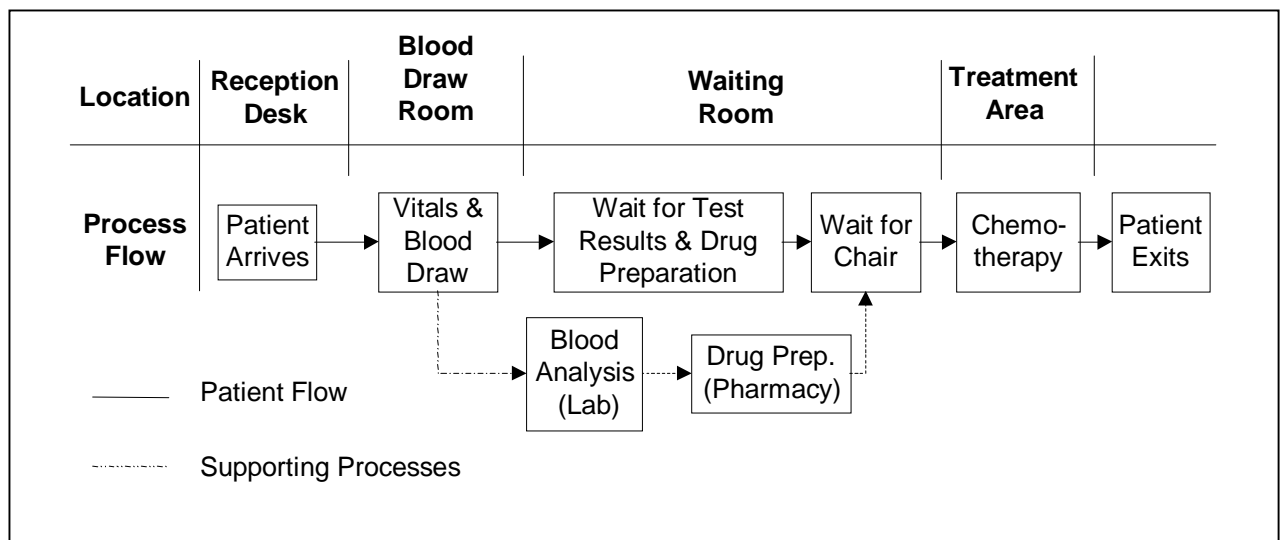 Location
Reception
Desk
Blood
Draw
Room
Waiting
Room
Treatment
Area
Process
Flow
Patient
Arrives
Vitals &
Blood
Draw
Wait for Test
Results & Drug
Preparation
Wait for
Chair
Chemo-
therapy
Patient
Exits
Blood
Analysis
(Lab)
Drug Prep.
(Pharmacy)
Patient Flow
Supporting Processes